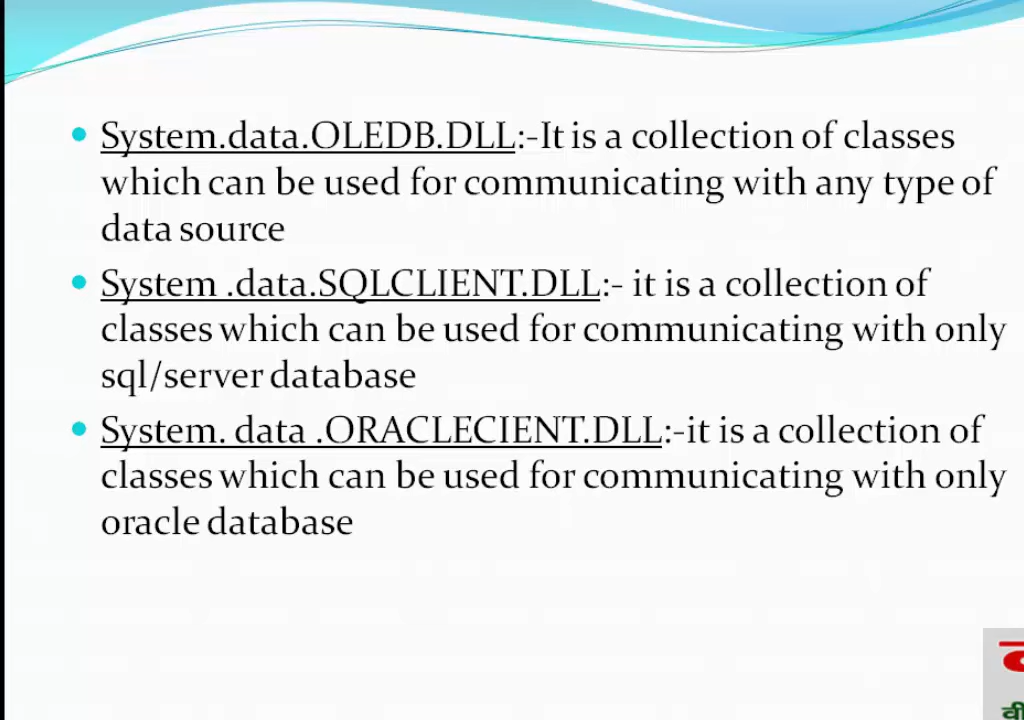 System.data.OLEDB.DLL:-It is a collection of classes
which can be used for communicating with any type of
data source
System .data.SQLCLIENT.DLL:- it is a collection of
classes which can be used for communicating with only
sql/server database
System. data .ORACLECIENT.DLL:-it is a collection of
classes which can be used for communicating with only
oracle database
वी